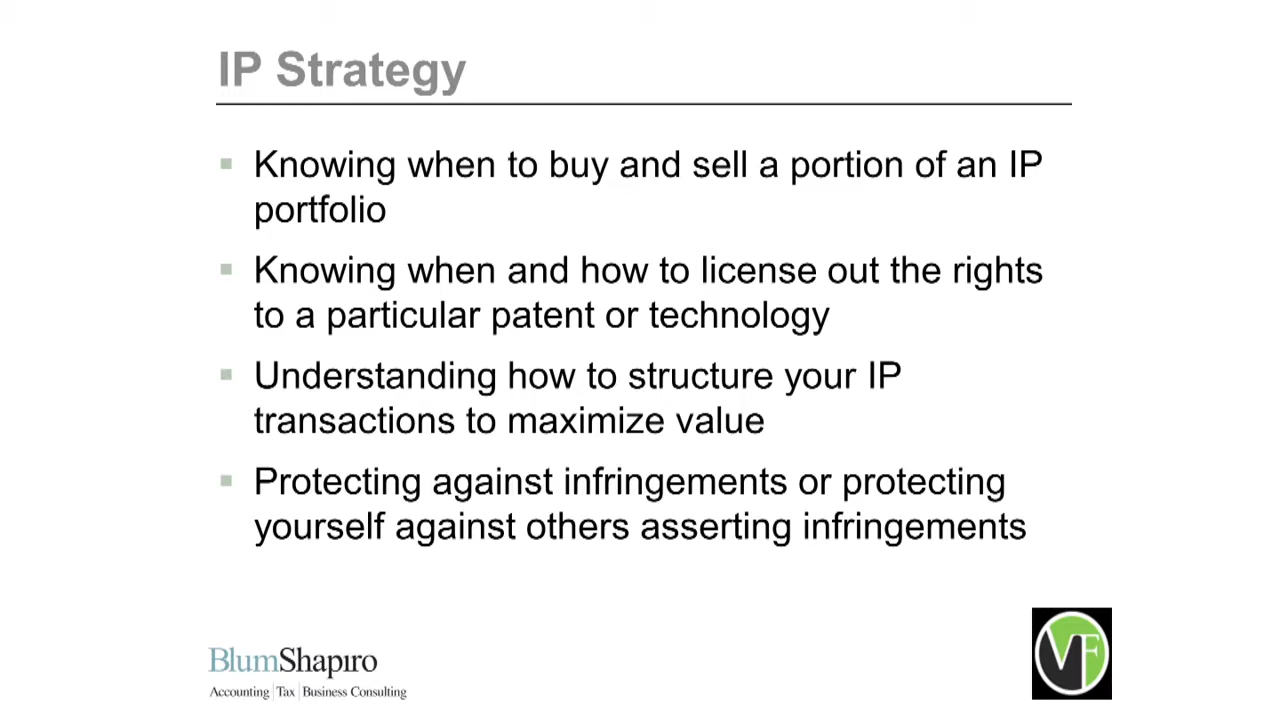 IP Strategy
Knowing when to buy and sell a portion of an IP
portfolio
Knowing when and how to license out the rights
to a particular patent or technology
Understanding how to structure your IP
transactions to maximize value
Protecting against infringements or protecting
yourself against others asserting infringements
BlumShapiro
Accounting | Tax | Business Consulting
VF